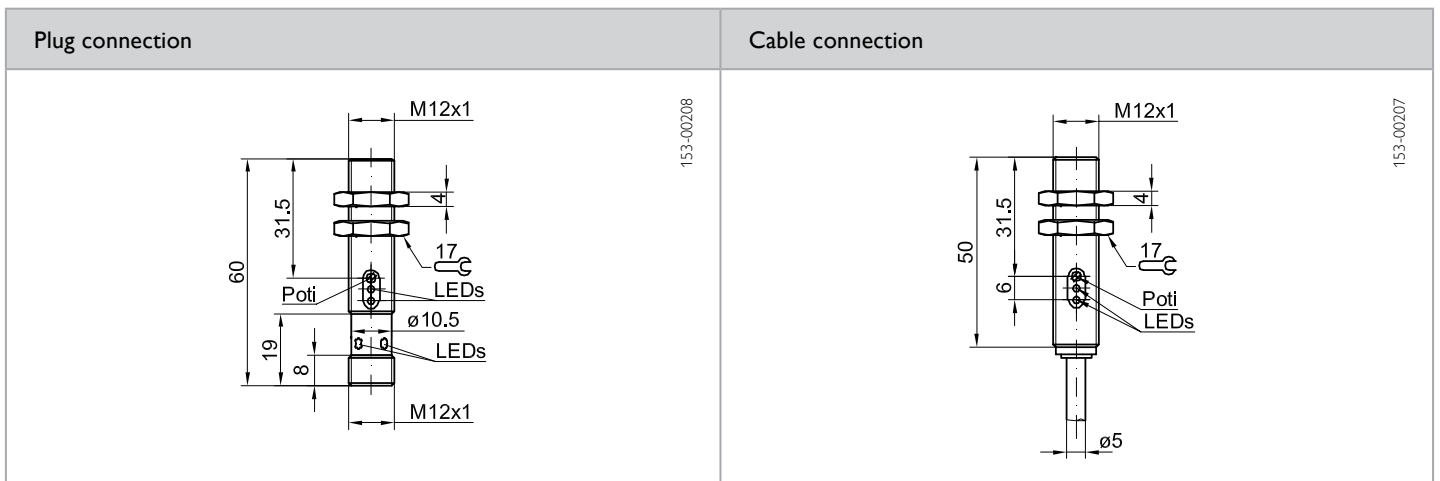 Plug connection
Cable connection
M12x1
153-00208
31.5
4
60
17
Poti
LEDs
ø10.5
19
LEDs
8
M12x1
M12x1
153-00207
31.5
4
50
17
6
Poti
LEDs
ø5